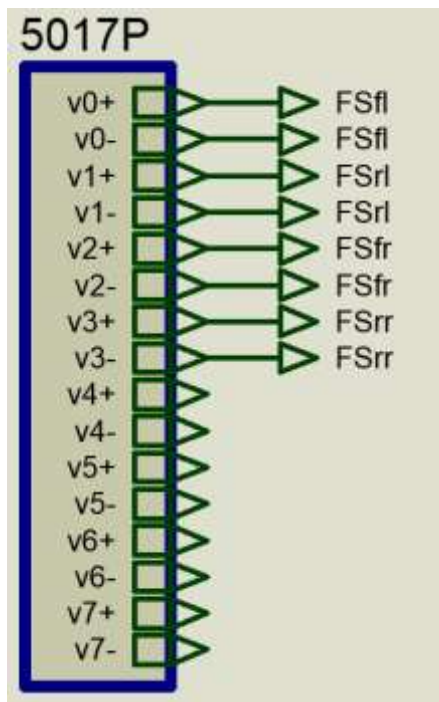 5017P
v0+ FSfl
v0- FSfl
v1+ FSrl
v1- FSrl
v2+ FSfr
v2- FSfr
v3+ FSrr
v3- FSrr
v4+
v4-
v5+
v5-
v6+
v6-
v7+
v7-